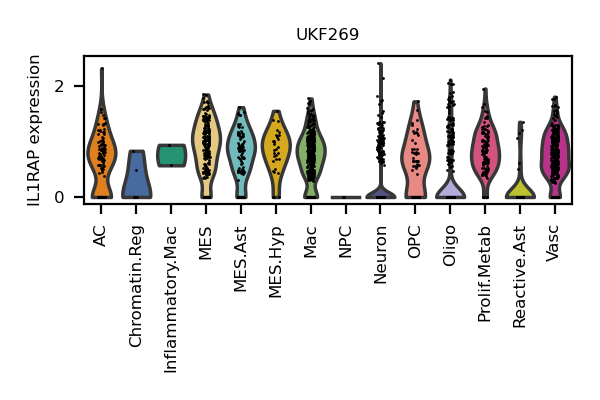 UKF269
IL1RAP expression
2
0
AC
Chromatin.Reg
Inflammatory.Mac
MES
MES.Ast
MES.Hyp
Mac
NPC
Neuron
OPC
Oligo
Prolif.Metab
Reactive.Ast
Vasc